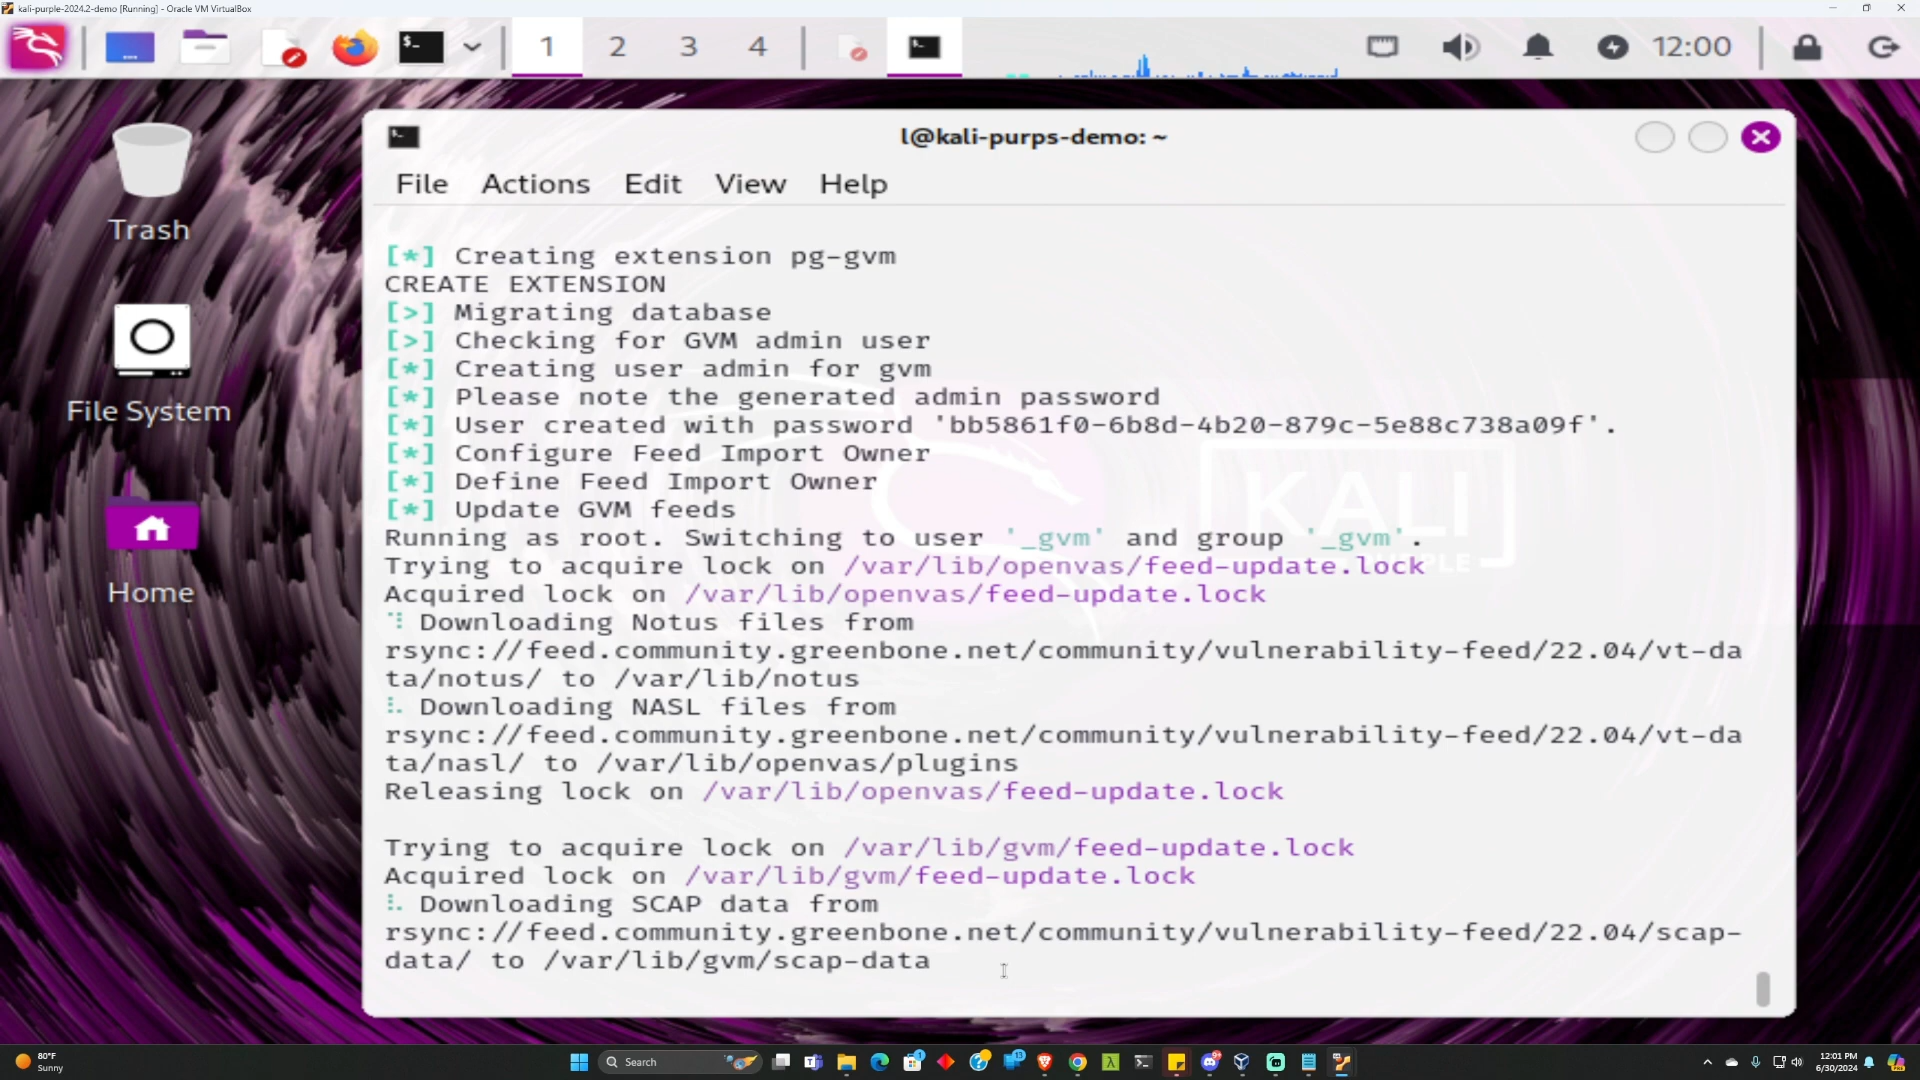 kali-purple-2024.2-demo [Running] - Oracle VM VirtualBox
1 2 3 4 12:00
l@kali-purps-demo: ~
File Actions Edit View Help
Trash
File System
Home
[*] Creating extension pg-gvm
CREATE EXTENSION
[>] Migrating database
[>] Checking for GVM admin user
[*] Creating user admin for gvm
[*] Please note the generated admin password
[*] User created with password 'bb5861f0-6b8d-4b20-879c-5e88c738a09f'.
[*] Configure Feed Import Owner
[*] Define Feed Import Owner
[*] Update GVM feeds
Running as root. Switching to user '_gvm' and group '_gvm'.
Trying to acquire lock on /var/lib/openvas/feed-update.lock
Acquired lock on /var/lib/openvas/feed-update.lock
Downloading Notus files from
rsync://feed.community.greenbone.net/community/vulnerability-feed/22.04/vt-da
ta/notus/ to /var/lib/notus
Downloading NASL files from
rsync://feed.community.greenbone.net/community/vulnerability-feed/22.04/vt-da
ta/nasl/ to /var/lib/openvas/plugins
Releasing lock on /var/lib/openvas/feed-update.lock
Trying to acquire lock on /var/lib/gvm/feed-update.lock
Acquired lock on /var/lib/gvm/feed-update.lock
Downloading SCAP data from
rsync://feed.community.greenbone.net/community/vulnerability-feed/22.04/scap-
data/ to /var/lib/gvm/scap-data
KALI
80°F
Sunny
Search
12:01 PM
6/30/2024